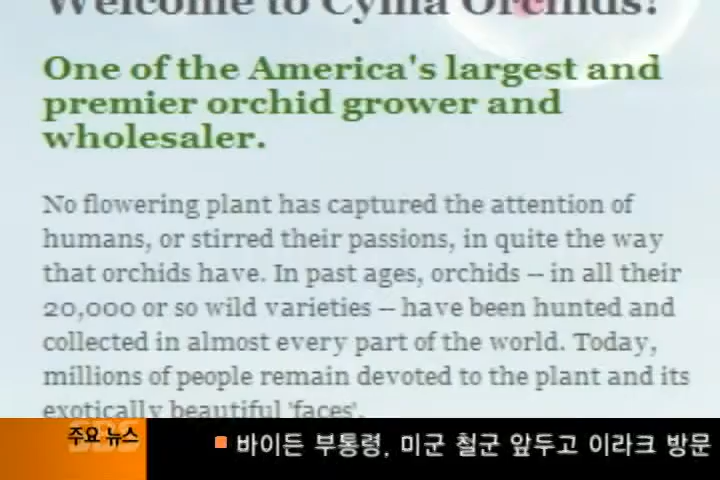 Welcome to Cyma Orchids!
One of the America's largest and
premier orchid grower and
wholesaler.
No flowering plant has captured the attention of
humans, or stirred their passions, in quite the way
that orchids have. In past ages, orchids – in all their
20,000 or so wild varieties – have been hunted and
collected in almost every part of the world. Today,
millions of people remain devoted to the plant and its
exotically beautiful 'faces'.
주요 뉴스
바이든 부통령, 미군 철군 앞두고 이라크 방문